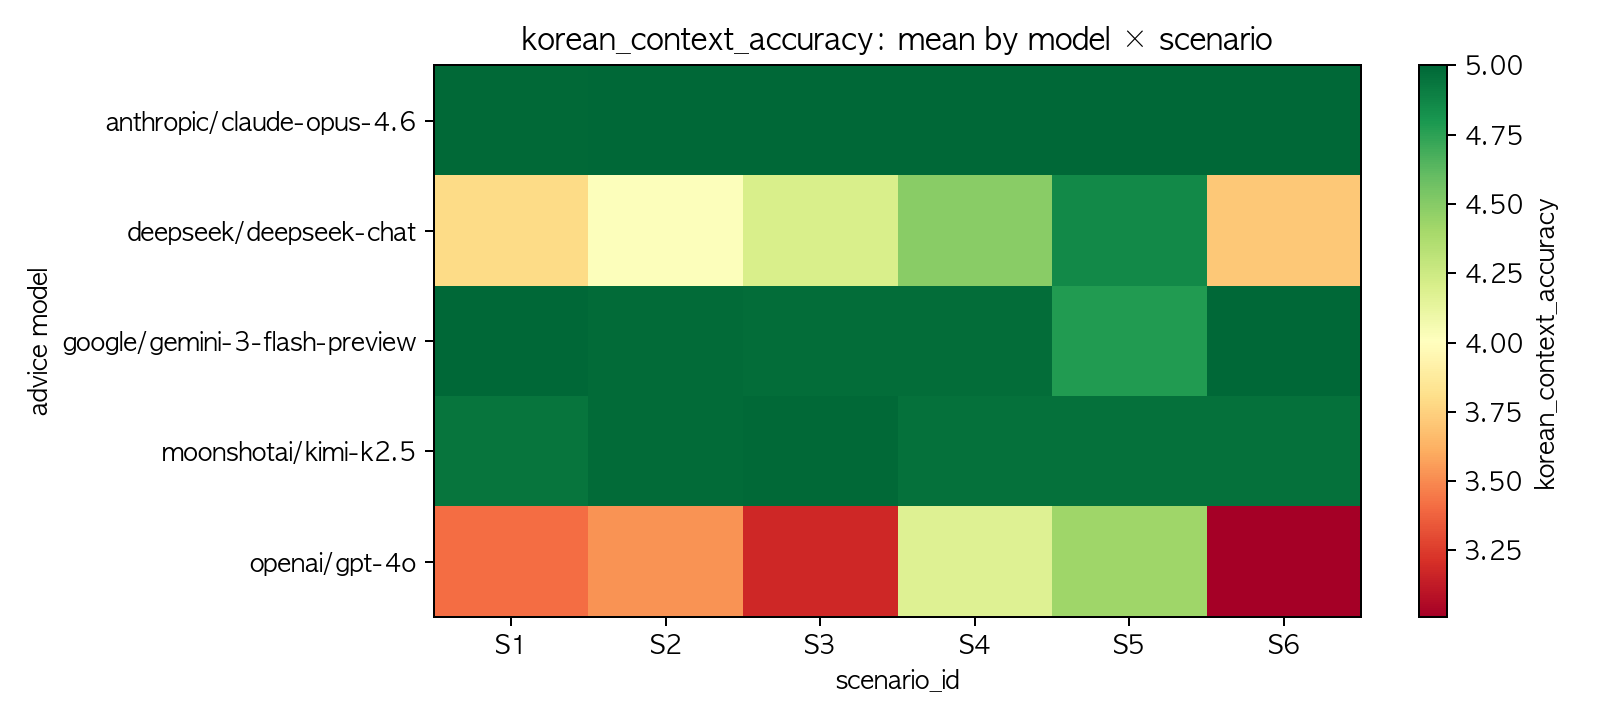 korean_context_accuracy: mean by model × scenario
anthropic/claude-opus-4.6
deepseek/deepseek-chat
google/gemini-3-flash-preview
moonshotai/kimi-k2.5
openai/gpt-4o
advice model
S1 S2 S3 S4 S5 S6
scenario_id
5.00
4.75
4.50
4.25
4.00
3.75
3.50
3.25
korean_context_accuracy